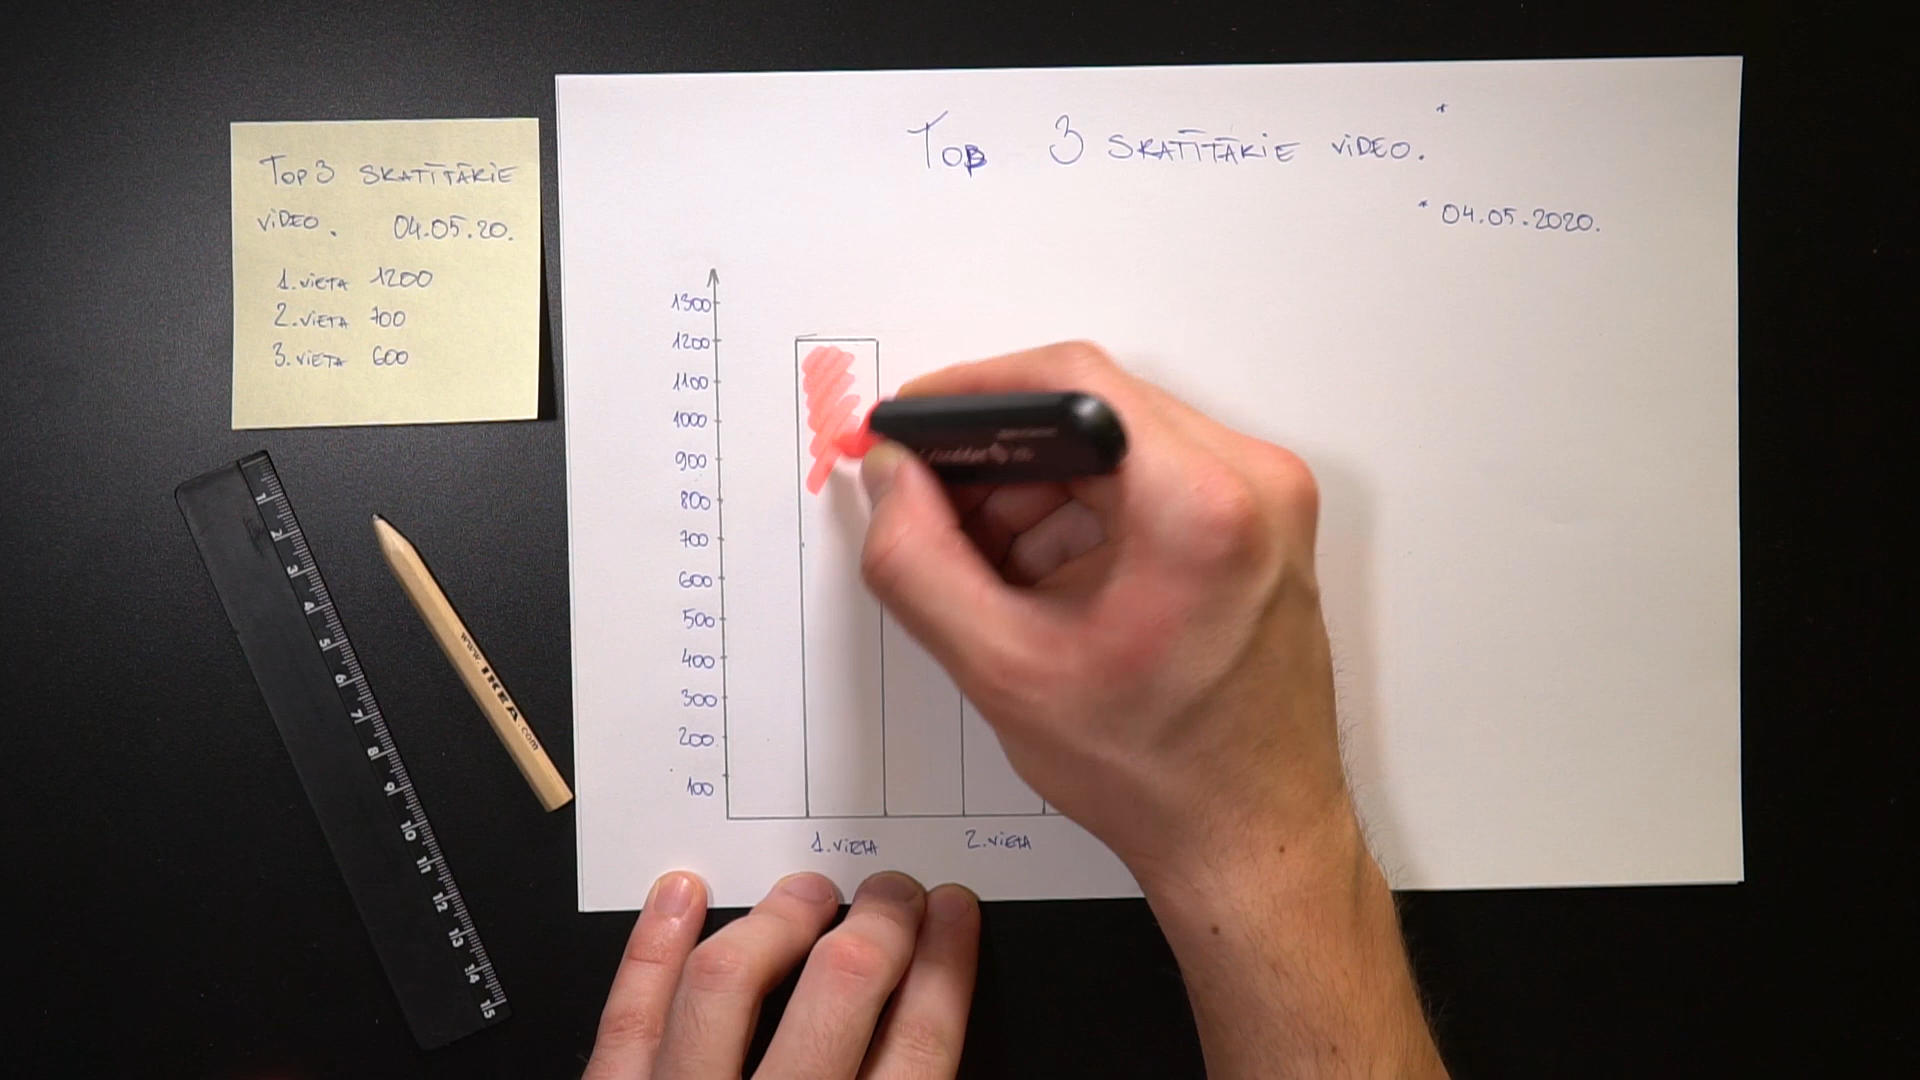 Top 3 SKATĪTĀKIE
ViDEO. 04.05.20.
1.ViETA 1200
2.ViETA 700
3.ViETA 600
Top 3 SKATĪTĀKIE ViDEO.*
* 04.05.2020.
1300
1200
1100
1000
900
800
700
600
500
400
300
200
100
1.ViETA 2.ViETA
1 2 3 4 5 6 7 8 9 10 11 12 13 14 15
www.IKEA.com